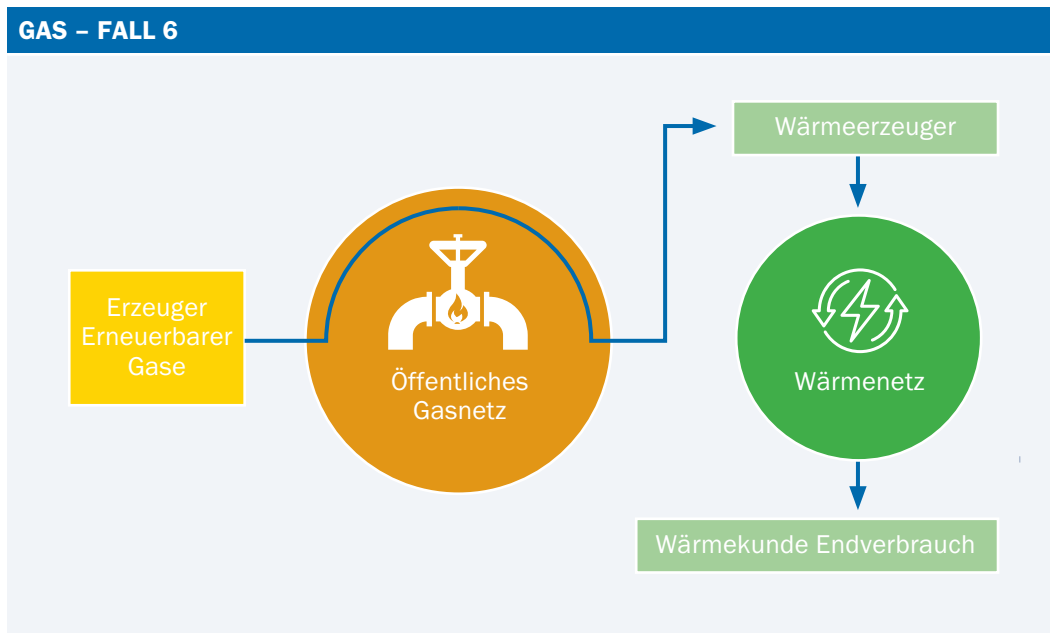 GAS – FALL 6
Wärmeerzeuger
Erzeuger
Erneuerbarer
Gase
Öffentliches
Gasnetz
Wärmenetz
Wärmekunde Endverbrauch